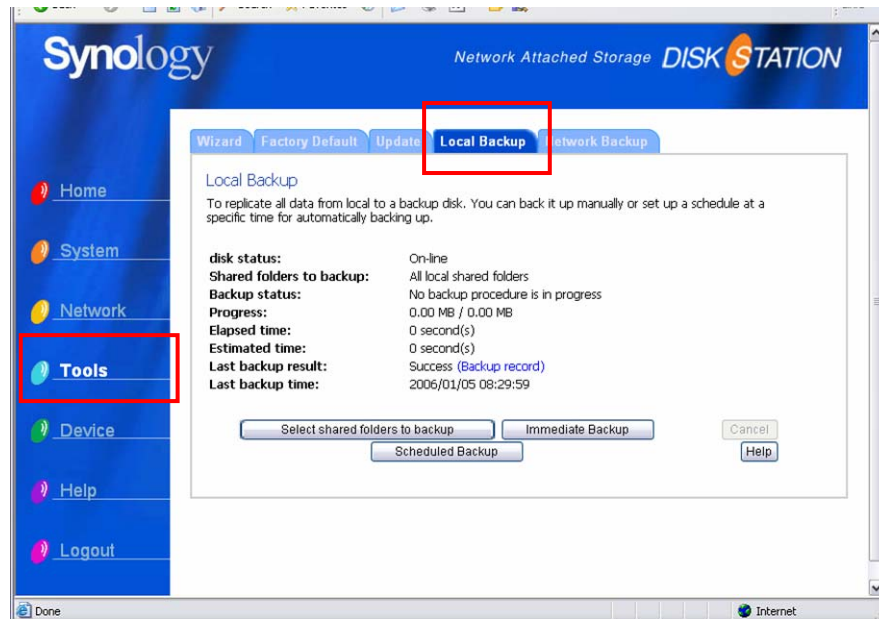 Synology
Network Attached Storage DISK STATION
Wizard Factory Default Update Local Backup Network Backup
Home
System
Network
Tools
Device
Help
Logout
Local Backup
To replicate all data from local to a backup disk. You can back it up manually or set up a schedule at a
specific time for automatically backing up.
disk status: On-line
Shared folders to backup: All local shared folders
Backup status: No backup procedure is in progress
Progress: 0.00 MB / 0.00 MB
Elapsed time: 0 second(s)
Estimated time: 0 second(s)
Last backup result: Success (Backup record)
Last backup time: 2006/01/05 08:29:59
Select shared folders to backup Immediate Backup Cancel
Scheduled Backup Help
Done Internet